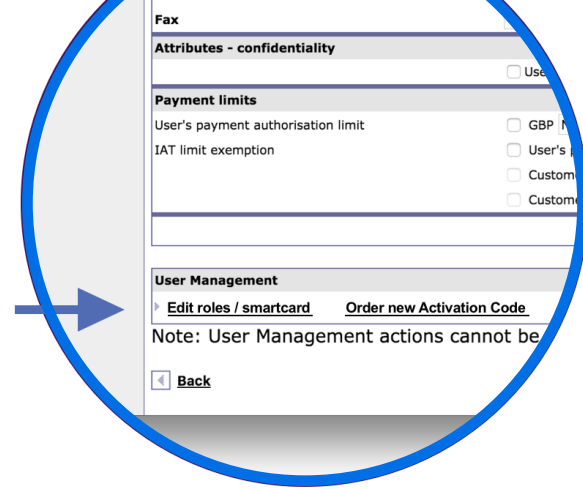 Fax
Attributes - confidentiality
Payment limits
User's payment authorisation limit GBP
IAT limit exemption User's
User Management
Edit roles / smartcard Order new Activation Code
Note: User Management actions cannot be
Back